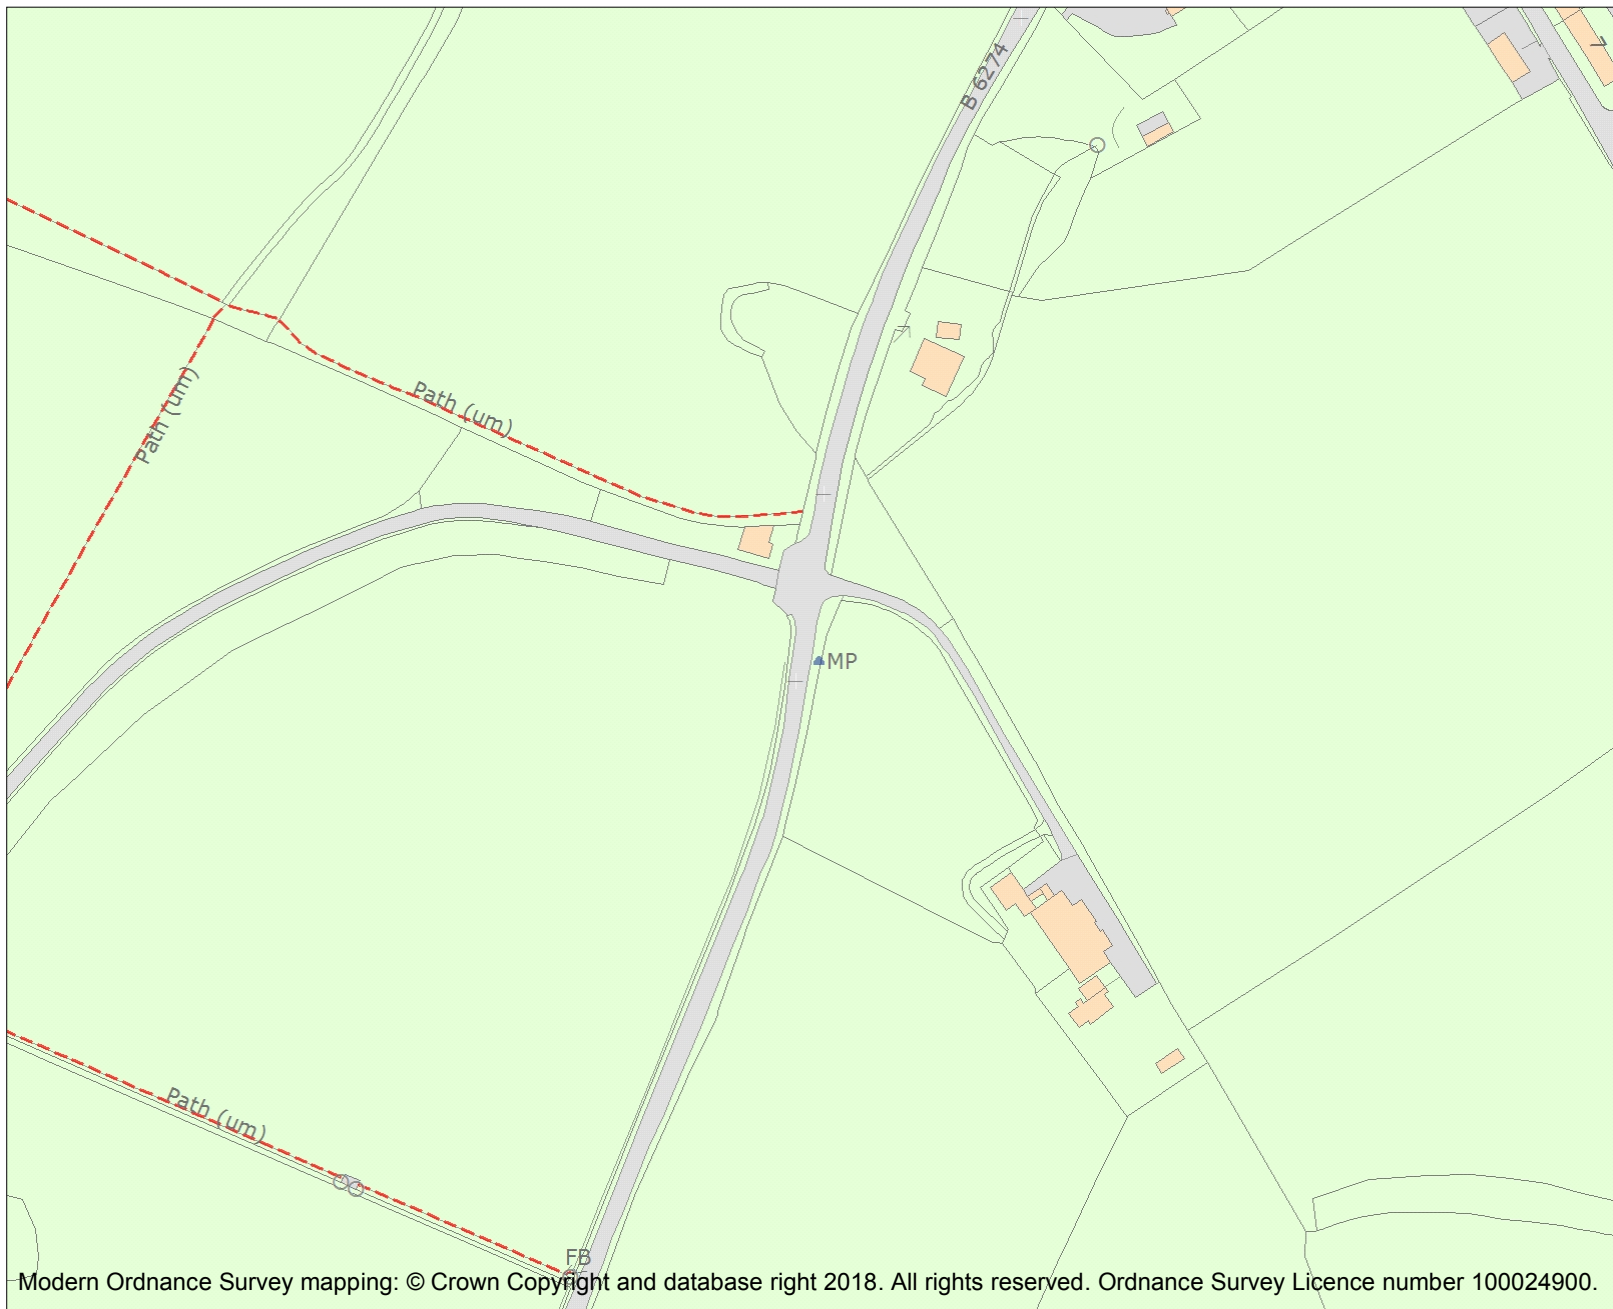 B 6274
Path (um)
Path (um)
MP
Path (um)
FB
Modern Ordnance Survey mapping: © Crown Copyright and database right 2018. All rights reserved. Ordnance Survey Licence number 100024900.